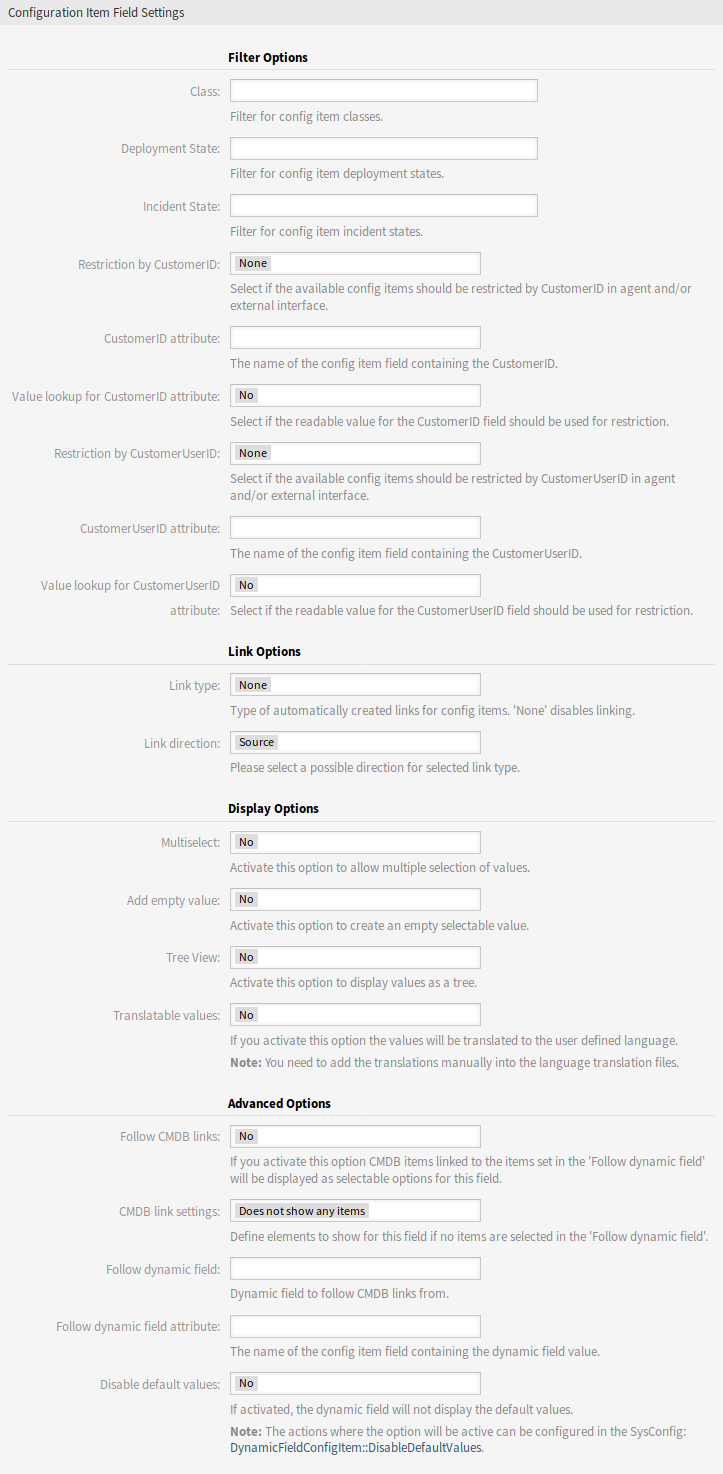 Configuration Item Field Settings
Filter Options
Class:
Filter for config item classes.
Deployment State:
Filter for config item deployment states.
Incident State:
Filter for config item incident states.
Restriction by CustomerID: None
Select if the available config items should be restricted by CustomerID in agent and/or
external interface.
CustomerID attribute:
The name of the config item field containing the CustomerID.
Value lookup for CustomerID attribute: No
Select if the readable value for the CustomerID field should be used for restriction.
Restriction by CustomerUserID: None
Select if the available config items should be restricted by CustomerUserID in agent
and/or external interface.
CustomerUserID attribute:
The name of the config item field containing the CustomerUserID.
Value lookup for CustomerUserID No
attribute: Select if the readable value for the CustomerUserID field should be used for restriction.
Link Options
Link type: None
Type of automatically created links for config items. 'None' disables linking.
Link direction: Source
Please select a possible direction for selected link type.
Display Options
Multiselect: No
Activate this option to allow multiple selection of values.
Add empty value: No
Activate this option to create an empty selectable value.
Tree View: No
Activate this option to display values as a tree.
Translatable values: No
If you activate this option the values will be translated to the user defined language.
Note: You need to add the translations manually into the language translation files.
Advanced Options
Follow CMDB links: No
If you activate this option CMDB items linked to the items set in the 'Follow dynamic field'
will be displayed as selectable options for this field.
CMDB link settings: Does not show any items
Define elements to show for this field if no items are selected in the 'Follow dynamic field'.
Follow dynamic field:
Dynamic field to follow CMDB links from.
Follow dynamic field attribute:
The name of the config item field containing the dynamic field value.
Disable default values: No
If activated, the dynamic field will not display the default values.
Note: The actions where the option will be active can be configured in the SysConfig:
DynamicFieldConfigItem::DisableDefaultValues.